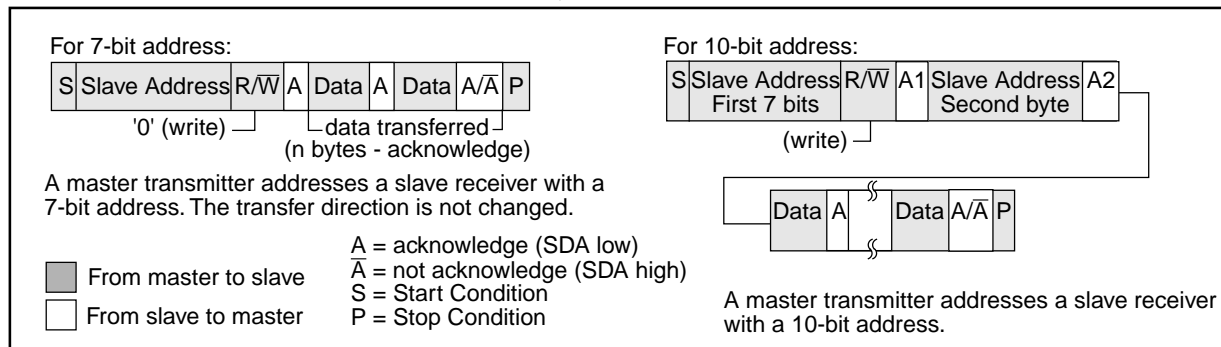 For 7-bit address:
S Slave Address R/W̅ A Data A Data A/A̅ P
'0' (write)
data transferred
(n bytes - acknowledge)
A master transmitter addresses a slave receiver with a
7-bit address. The transfer direction is not changed.
From master to slave
From slave to master
A = acknowledge (SDA low)
A̅ = not acknowledge (SDA high)
S = Start Condition
P = Stop Condition
For 10-bit address:
S Slave Address First 7 bits R/W̅ A1 Slave Address Second byte A2
(write)
Data A Data A/A̅ P
A master transmitter addresses a slave receiver
with a 10-bit address.